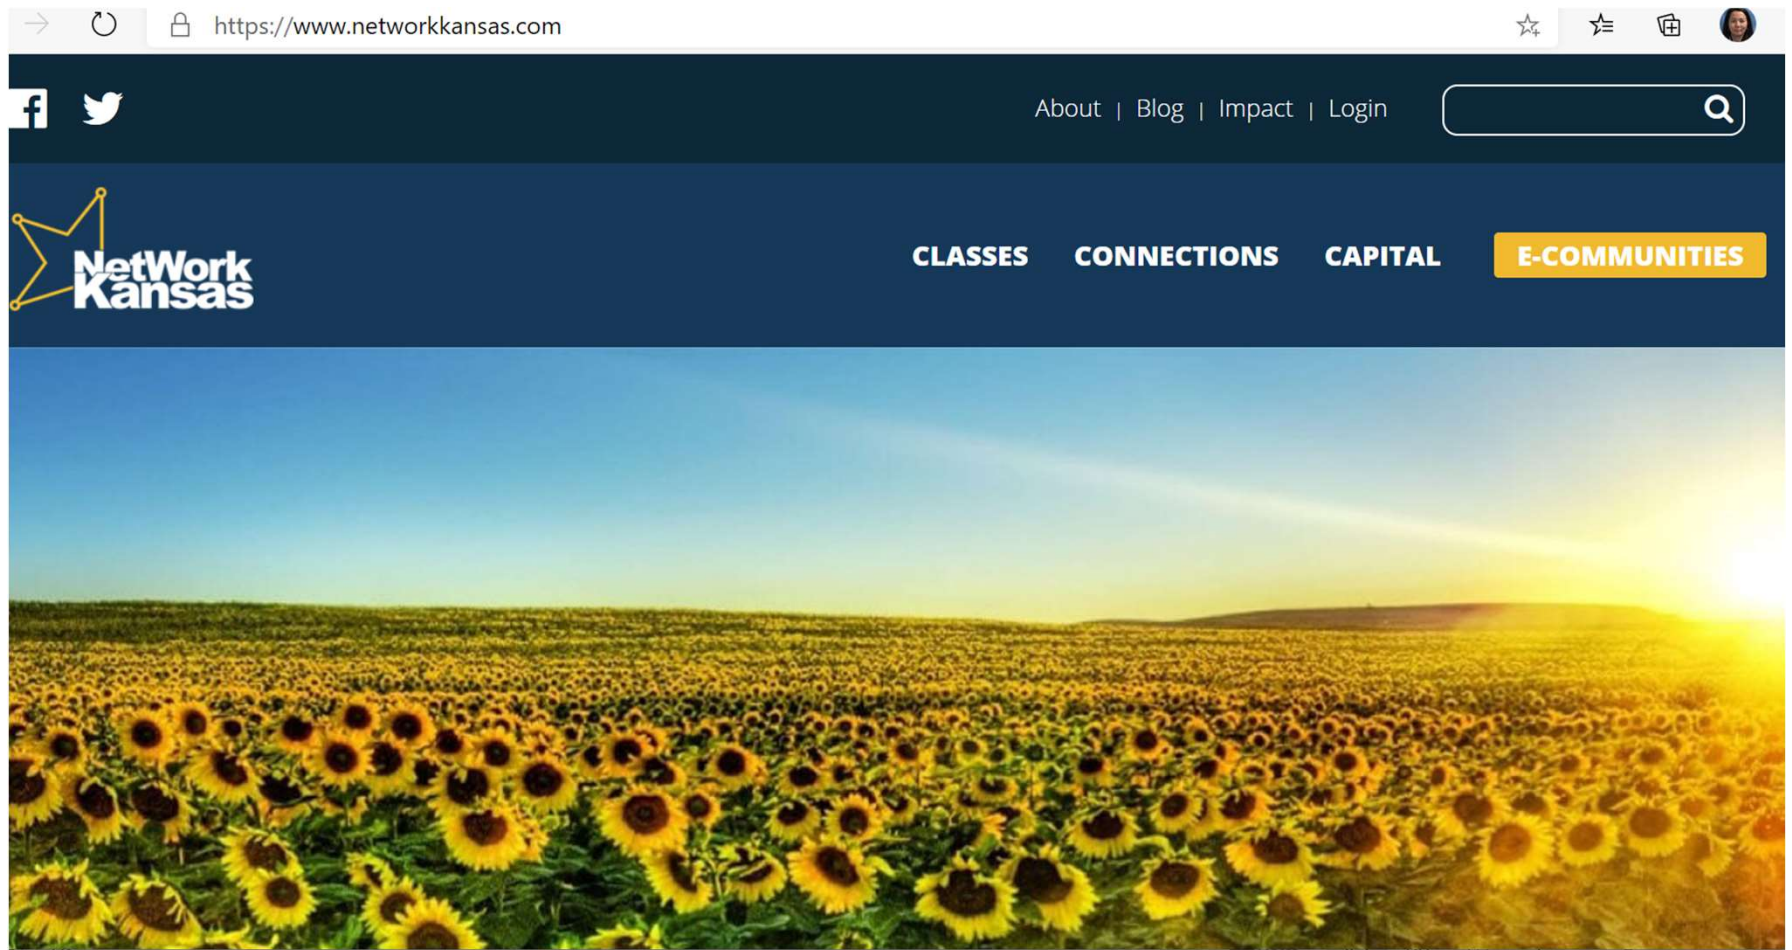 https://www.networkkansas.com
About | Blog | Impact | Login
NetWork
Kansas
CLASSES CONNECTIONS CAPITAL E-COMMUNITIES